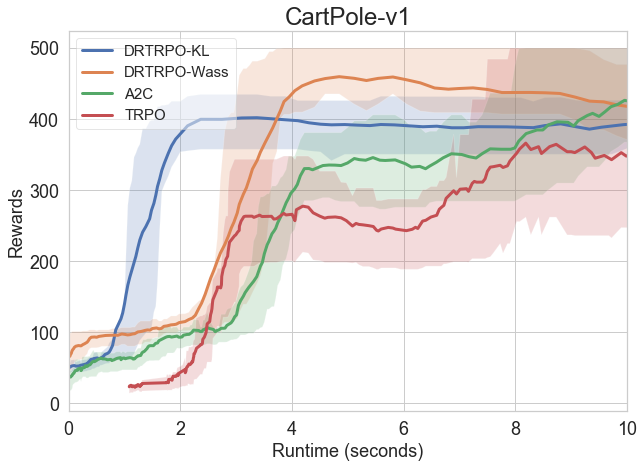 CartPole-v1
DRTRPO-KL
DRTRPO-Wass
A2C
TRPO
Rewards
500
400
300
200
100
0
0 2 4 6 8 10
Runtime (seconds)